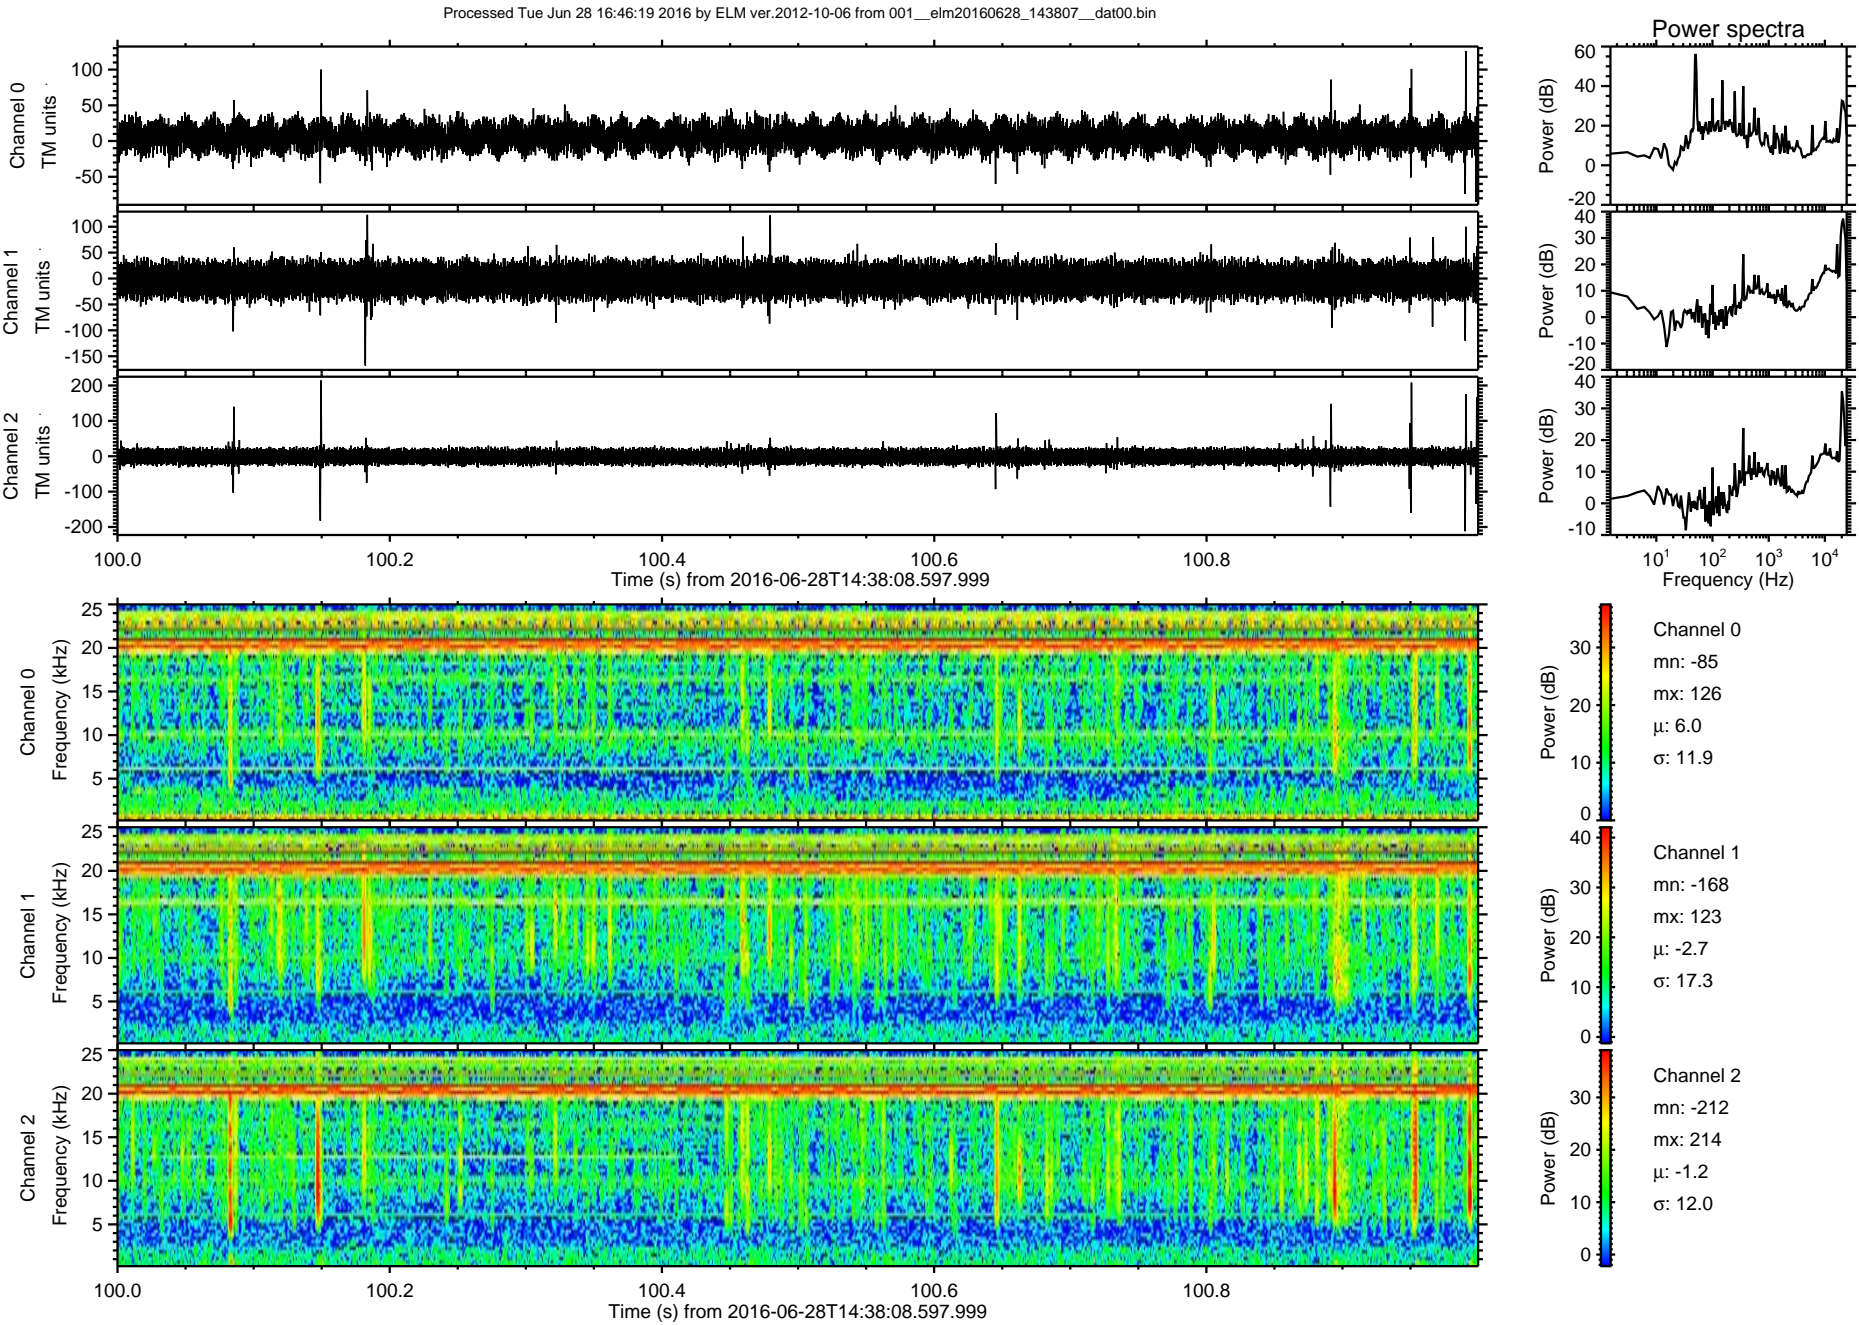 Processed Tue Jun 28 16:46:19 2016 by ELM ver.2012-10-06 from 001__elm20160628_143807__dat00.bin
Power spectra
Channel 0
TM units
100
50
0
-50
Power (dB)
60
40
20
0
-20
Channel 1
TM units
100
50
0
-50
-100
-150
Power (dB)
40
30
20
10
0
-10
-20
Channel 2
TM units
200
100
0
-100
-200
Power (dB)
40
30
20
10
0
-10
100.0 100.2 100.4 100.6 100.8
Time (s) from 2016-06-28T14:38:08.597.999
10¹ 10² 10³ 10⁴
Frequency (Hz)
Channel 0
Frequency (kHz)
25
20
15
10
5
Power (dB)
30
20
10
0
Channel 0
mn: -85
mx: 126
μ: 6.0
σ: 11.9
Channel 1
Frequency (kHz)
25
20
15
10
5
Power (dB)
40
30
20
10
0
Channel 1
mn: -168
mx: 123
μ: -2.7
σ: 17.3
Channel 2
Frequency (kHz)
25
20
15
10
5
Power (dB)
30
20
10
0
Channel 2
mn: -212
mx: 214
μ: -1.2
σ: 12.0
100.0 100.2 100.4 100.6 100.8
Time (s) from 2016-06-28T14:38:08.597.999